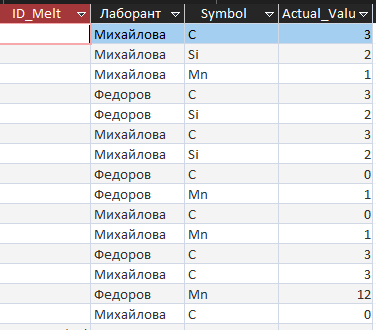 ID_Melt Лаборант Symbol Actual_Valu
Михайлова C 3
Михайлова Si 2
Михайлова Mn 1
Федоров C 3
Федоров Si 2
Михайлова C 3
Михайлова Si 2
Федоров C 0
Федоров Mn 1
Михайлова C 0
Михайлова Mn 1
Федоров C 3
Михайлова C 3
Федоров Mn 12
Михайлова C 0